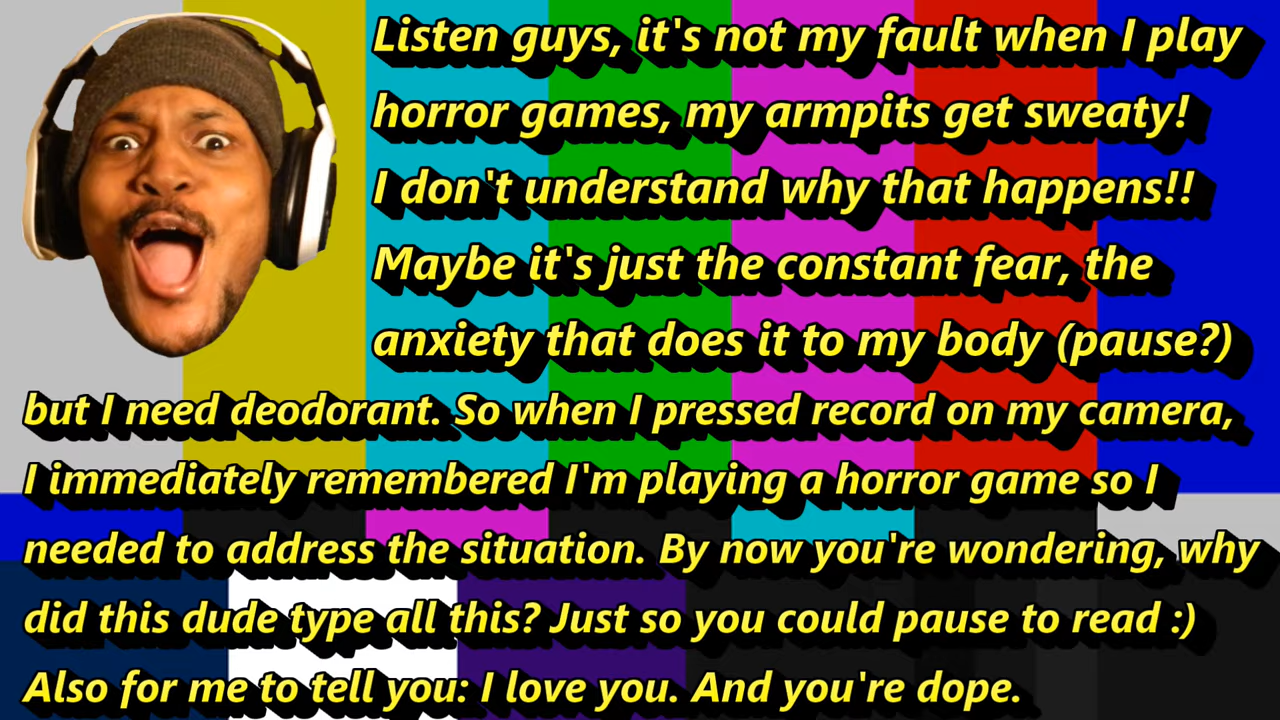 Listen guys, it's not my fault when I play
horror games, my armpits get sweaty!
I don't understand why that happens!!
Maybe it's just the constant fear, the
anxiety that does it to my body (pause?)
but I need deodorant. So when I pressed record on my camera,
I immediately remembered I'm playing a horror game so I
needed to address the situation. By now you're wondering, why
did this dude type all this? Just so you could pause to read :)
Also for me to tell you: I love you. And you're dope.